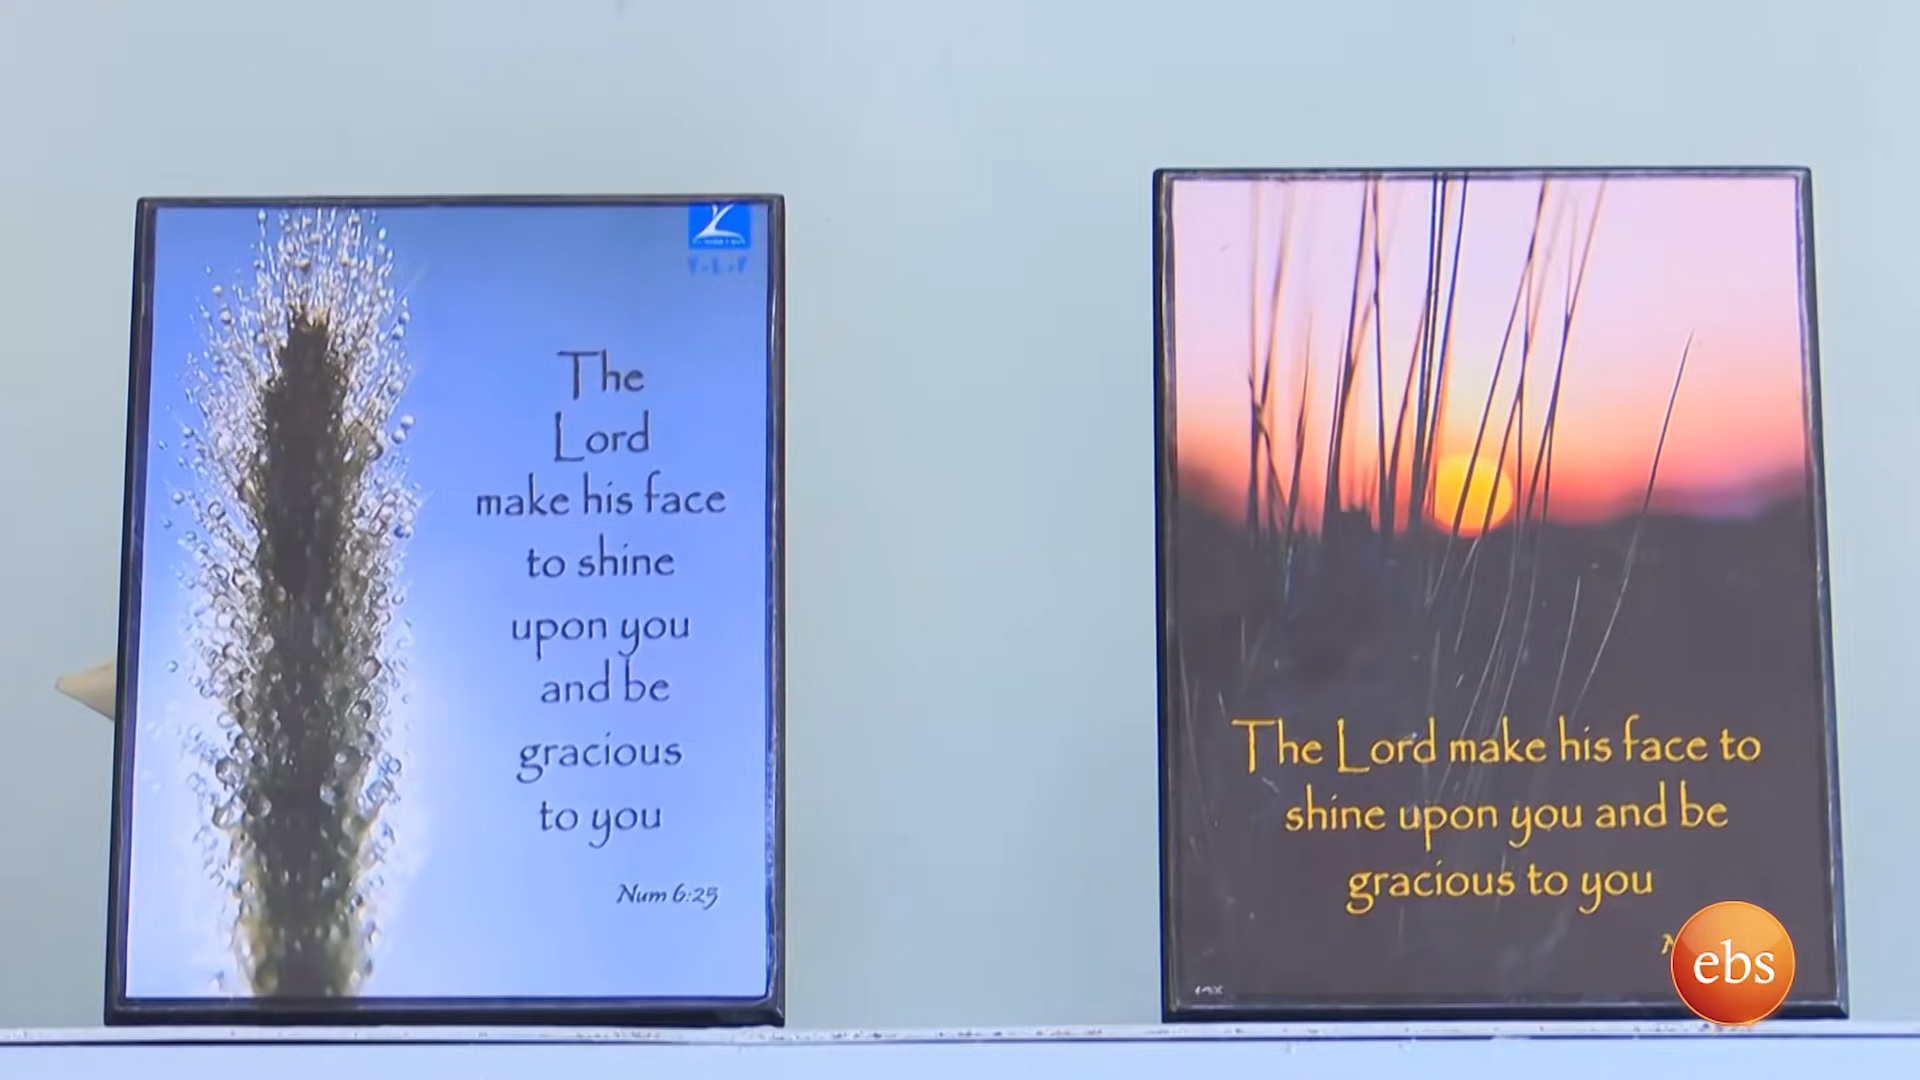 Y•L•F
The
Lord
make his face
to shine
upon you
and be
gracious
to you
Num 6:25
The Lord make his face to
shine upon you and be
gracious to you
ebs